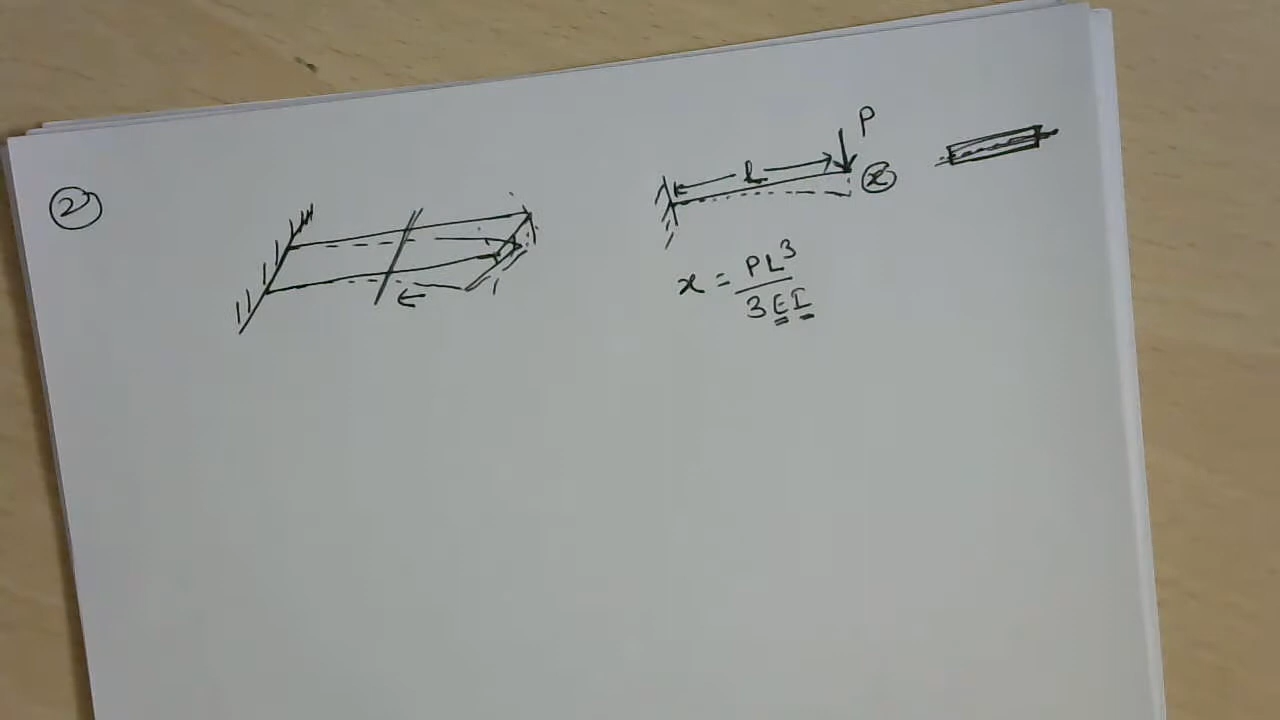 ②
P
L
x
x = PL³/3EI